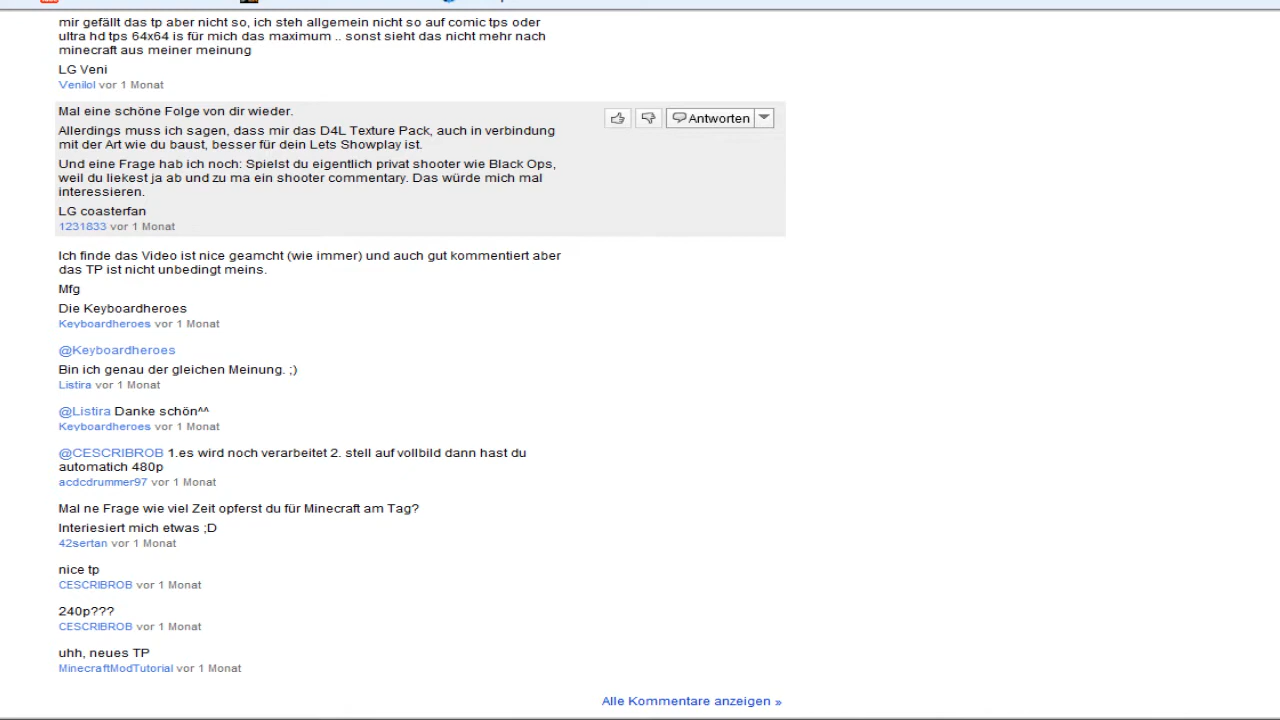 mir gefällt das tp aber nicht so, ich steh allgemein nicht so auf comic tps oder
ultra hd tps 64x64 is für mich das maximum .. sonst sieht das nicht mehr nach
minecraft aus meiner meinung
LG Veni
Venilol vor 1 Monat
Mal eine schöne Folge von dir wieder.
Antworten
Allerdings muss ich sagen, dass mir das D4L Texture Pack, auch in verbindung
mit der Art wie du baust, besser für dein Lets Showplay ist.
Und eine Frage hab ich noch: Spielst du eigentlich privat shooter wie Black Ops,
weil du liekest ja ab und zu ma ein shooter commentary. Das würde mich mal
interessieren.
LG coasterfan
1231833 vor 1 Monat
Ich finde das Video ist nice geamcht (wie immer) und auch gut kommentiert aber
das TP ist nicht unbedingt meins.
Mfg
Die Keyboardheroes
Keyboardheroes vor 1 Monat
@Keyboardheroes
Bin ich genau der gleichen Meinung. ;)
Listira vor 1 Monat
@Listira Danke schön^^
Keyboardheroes vor 1 Monat
@CESCRIBROB 1.es wird noch verarbeitet 2. stell auf vollbild dann hast du
automatich 480p
acdcdrummer97 vor 1 Monat
Mal ne Frage wie viel Zeit opferst du für Minecraft am Tag?
Interiesiert mich etwas ;D
42sertan vor 1 Monat
nice tp
CESCRIBROB vor 1 Monat
240p???
CESCRIBROB vor 1 Monat
uhh, neues TP
MinecraftModTutorial vor 1 Monat
Alle Kommentare anzeigen »